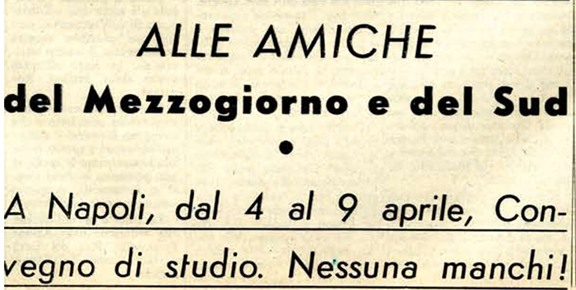 ALLE AMICHE
del Mezzogiorno e del Sud
•
A Napoli, dal 4 al 9 aprile, Con-
vegno di studio. Nessuna manchi!